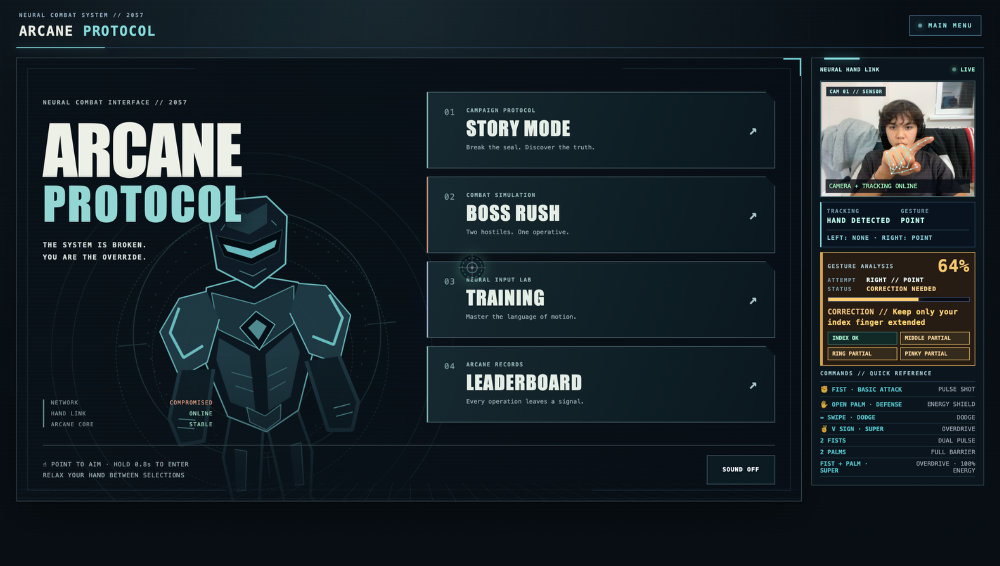 NEURAL COMBAT SYSTEM // 2057
ARCANE PROTOCOL
MAIN MENU
NEURAL COMBAT INTERFACE // 2057
ARCANE
PROTOCOL
THE SYSTEM IS BROKEN.
YOU ARE THE OVERRIDE.
NETWORK COMPROMISED
HAND LINK ONLINE
ARCANE CORE STABLE
01 CAMPAIGN PROTOCOL
STORY MODE ↗
Break the seal. Discover the truth.
02 COMBAT SIMULATION
BOSS RUSH ↗
Two hostiles. One operative.
03 NEURAL INPUT LAB
TRAINING ↗
Master the language of motion.
04 ARCANE RECORDS
LEADERBOARD ↗
Every operation leaves a signal.
☝ POINT TO AIM · HOLD 0.8s TO ENTER
RELAX YOUR HAND BETWEEN SELECTIONS
SOUND OFF
NEURAL HAND LINK LIVE
CAM 01 // SENSOR
CAMERA + TRACKING ONLINE
TRACKING GESTURE
HAND DETECTED POINT
LEFT: NONE · RIGHT: POINT
GESTURE ANALYSIS 64%
ATTEMPT RIGHT // POINT
STATUS CORRECTION NEEDED
CORRECTION // Keep only your
index finger extended
INDEX OK MIDDLE PARTIAL
RING PARTIAL PINKY PARTIAL
COMMANDS // QUICK REFERENCE
✊ FIST · BASIC ATTACK PULSE SHOT
✋ OPEN PALM · DEFENSE ENERGY SHIELD
↔ SWIPE · DODGE DODGE
✌ V SIGN · SUPER OVERDRIVE
2 FISTS DUAL PULSE
2 PALMS FULL BARRIER
FIST + PALM · OVERDRIVE · 100%
SUPER ENERGY